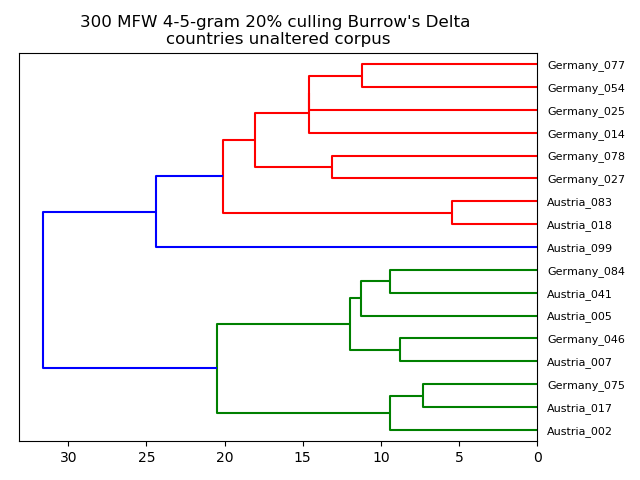 300 MFW 4-5-gram 20% culling Burrow's Delta
countries unaltered corpus
Germany_077
Germany_054
Germany_025
Germany_014
Germany_078
Germany_027
Austria_083
Austria_018
Austria_099
Germany_084
Austria_041
Austria_005
Germany_046
Austria_007
Germany_075
Austria_017
Austria_002
30 25 20 15 10 5 0